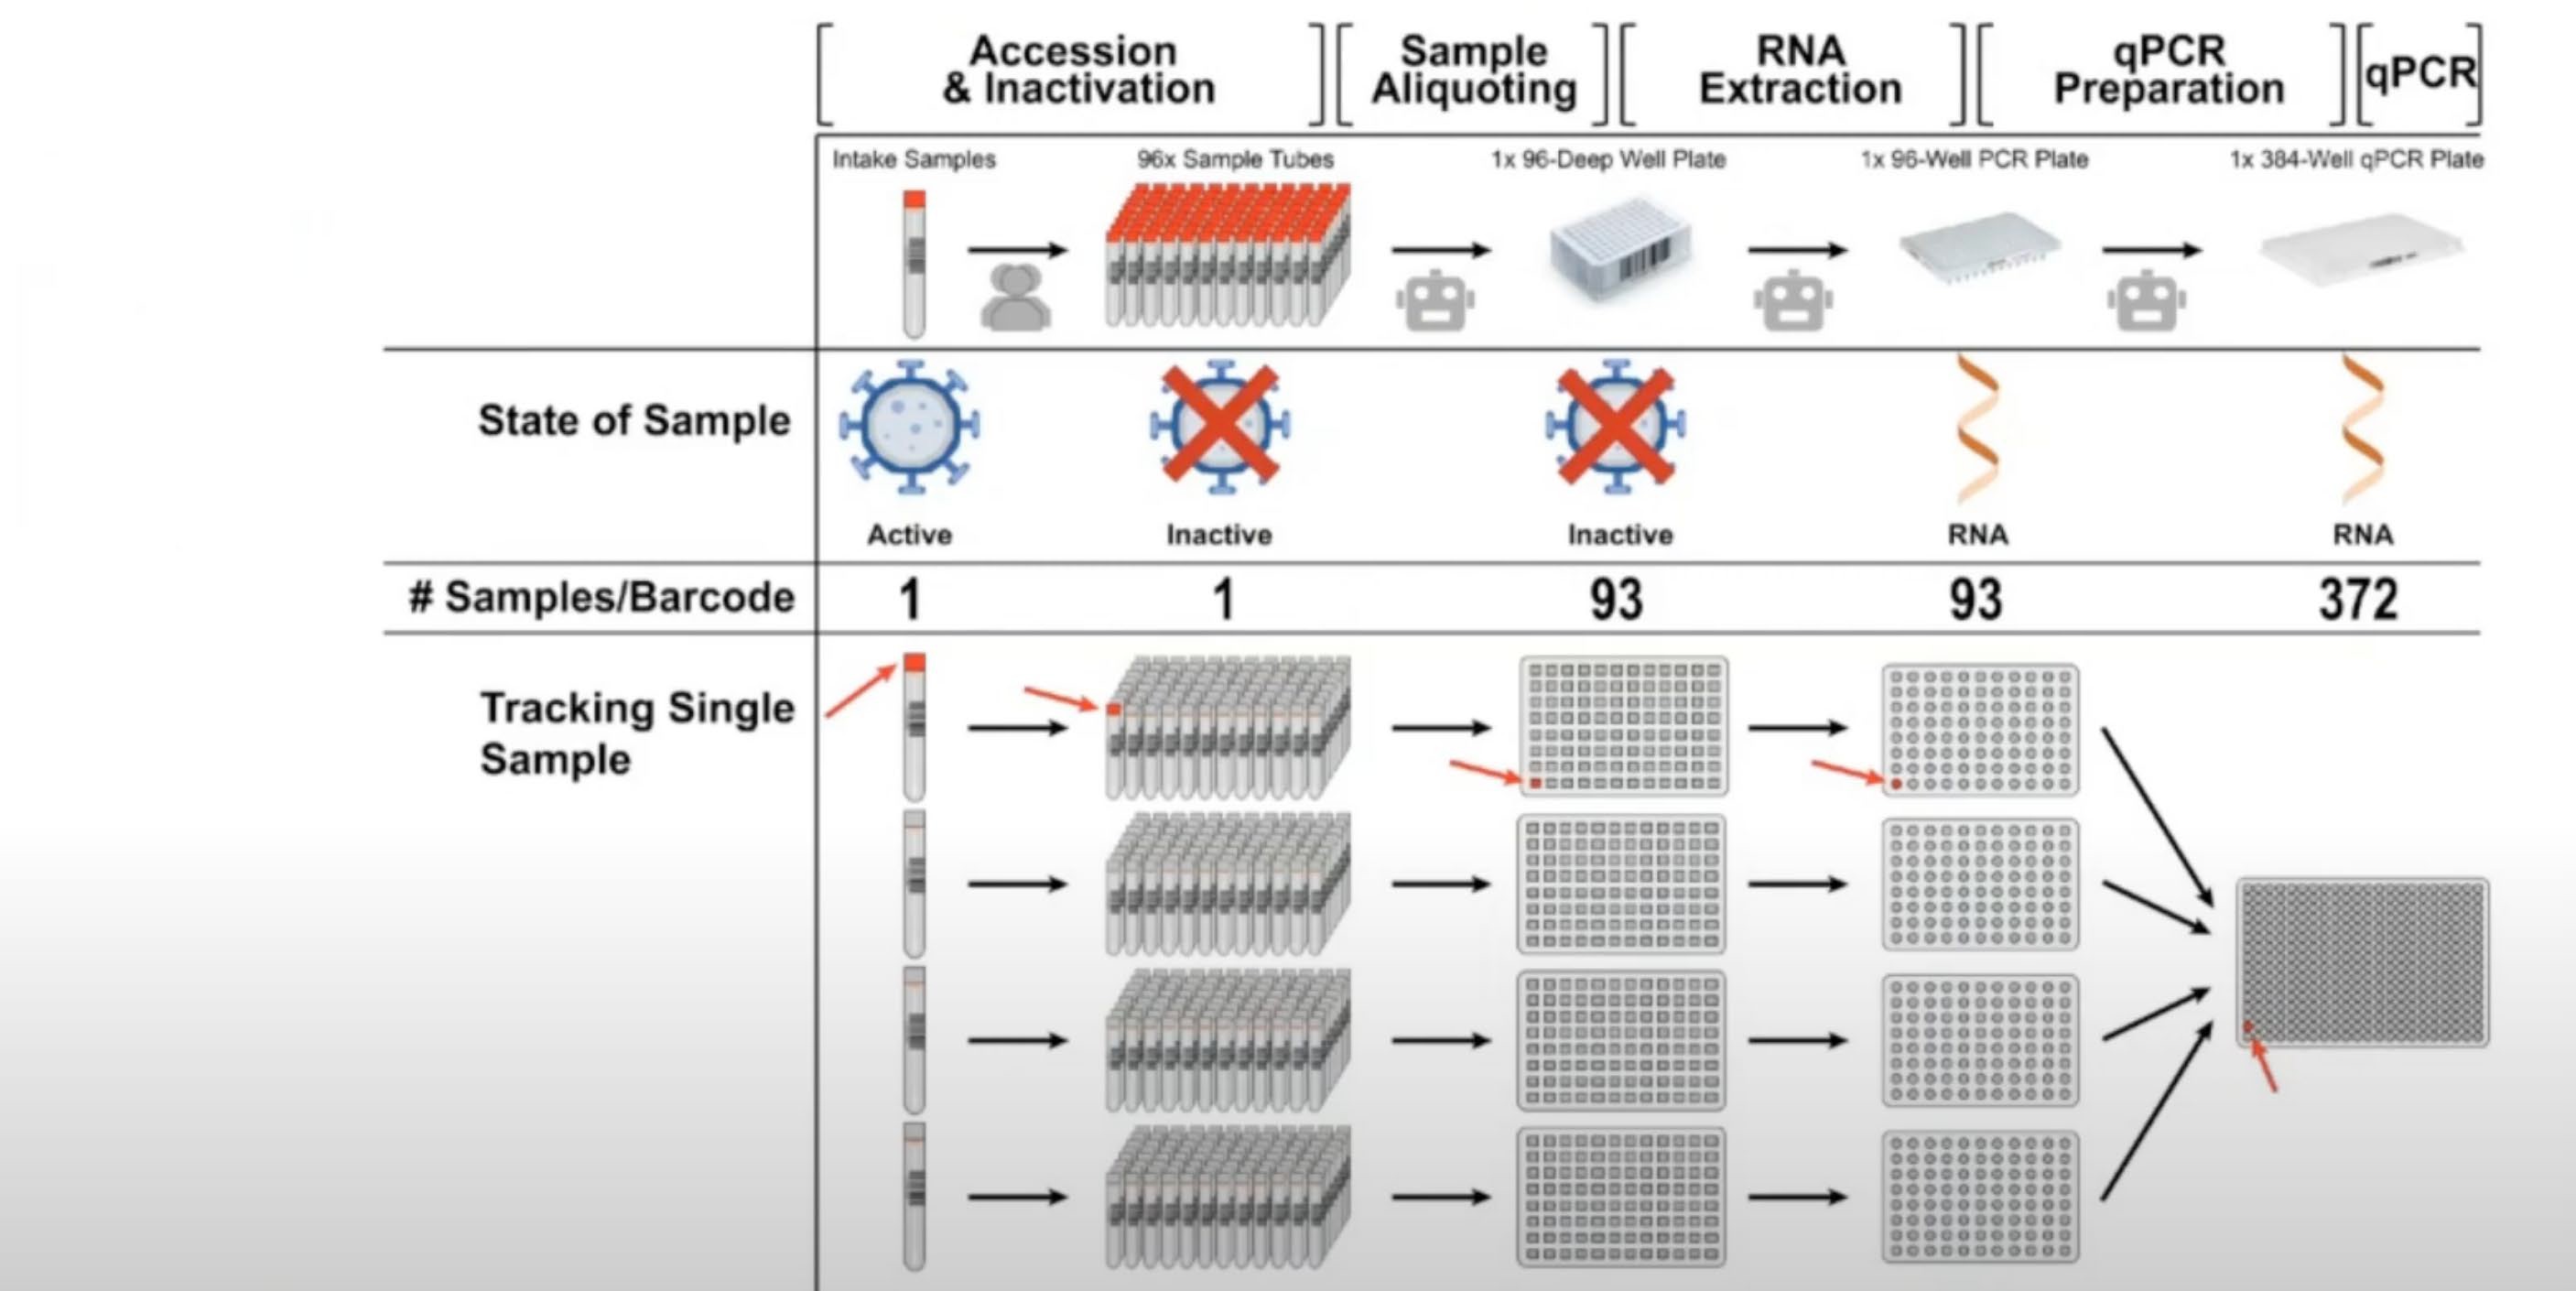 Accession
& Inactivation
Sample
Aliquoting
RNA
Extraction
qPCR
Preparation
qPCR
Intake Samples
96x Sample Tubes
1x 96-Deep Well Plate
1x 96-Well PCR Plate
1x 384-Well qPCR Plate
State of Sample
Active
Inactive
Inactive
RNA
RNA
# Samples/Barcode
1
1
93
93
372
Tracking Single
Sample